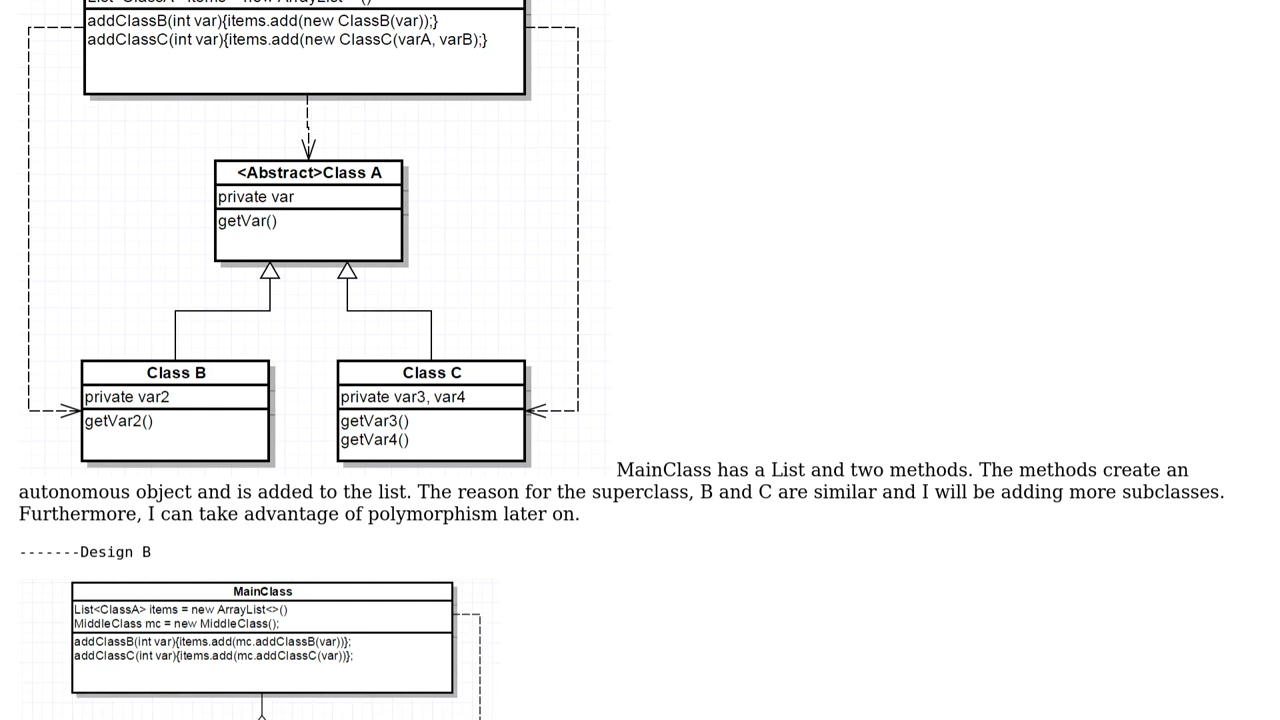 addClassB(int var){items.add(new ClassB(var));}
addClassC(int var){items.add(new ClassC(varA, varB);}
<Abstract>Class A
private var
getVar()
Class B
private var2
getVar2()
Class C
private var3, var4
getVar3()
getVar4()
MainClass has a List and two methods. The methods create an
autonomous object and is added to the list. The reason for the superclass, B and C are similar and I will be adding more subclasses.
Furthermore, I can take advantage of polymorphism later on.
-------Design B
MainClass
List<ClassA> items = new ArrayList<>()
MiddleClass mc = new MiddleClass();
addClassB(int var){items.add(mc.addClassB(var))};
addClassC(int var){items.add(mc.addClassC(var))};